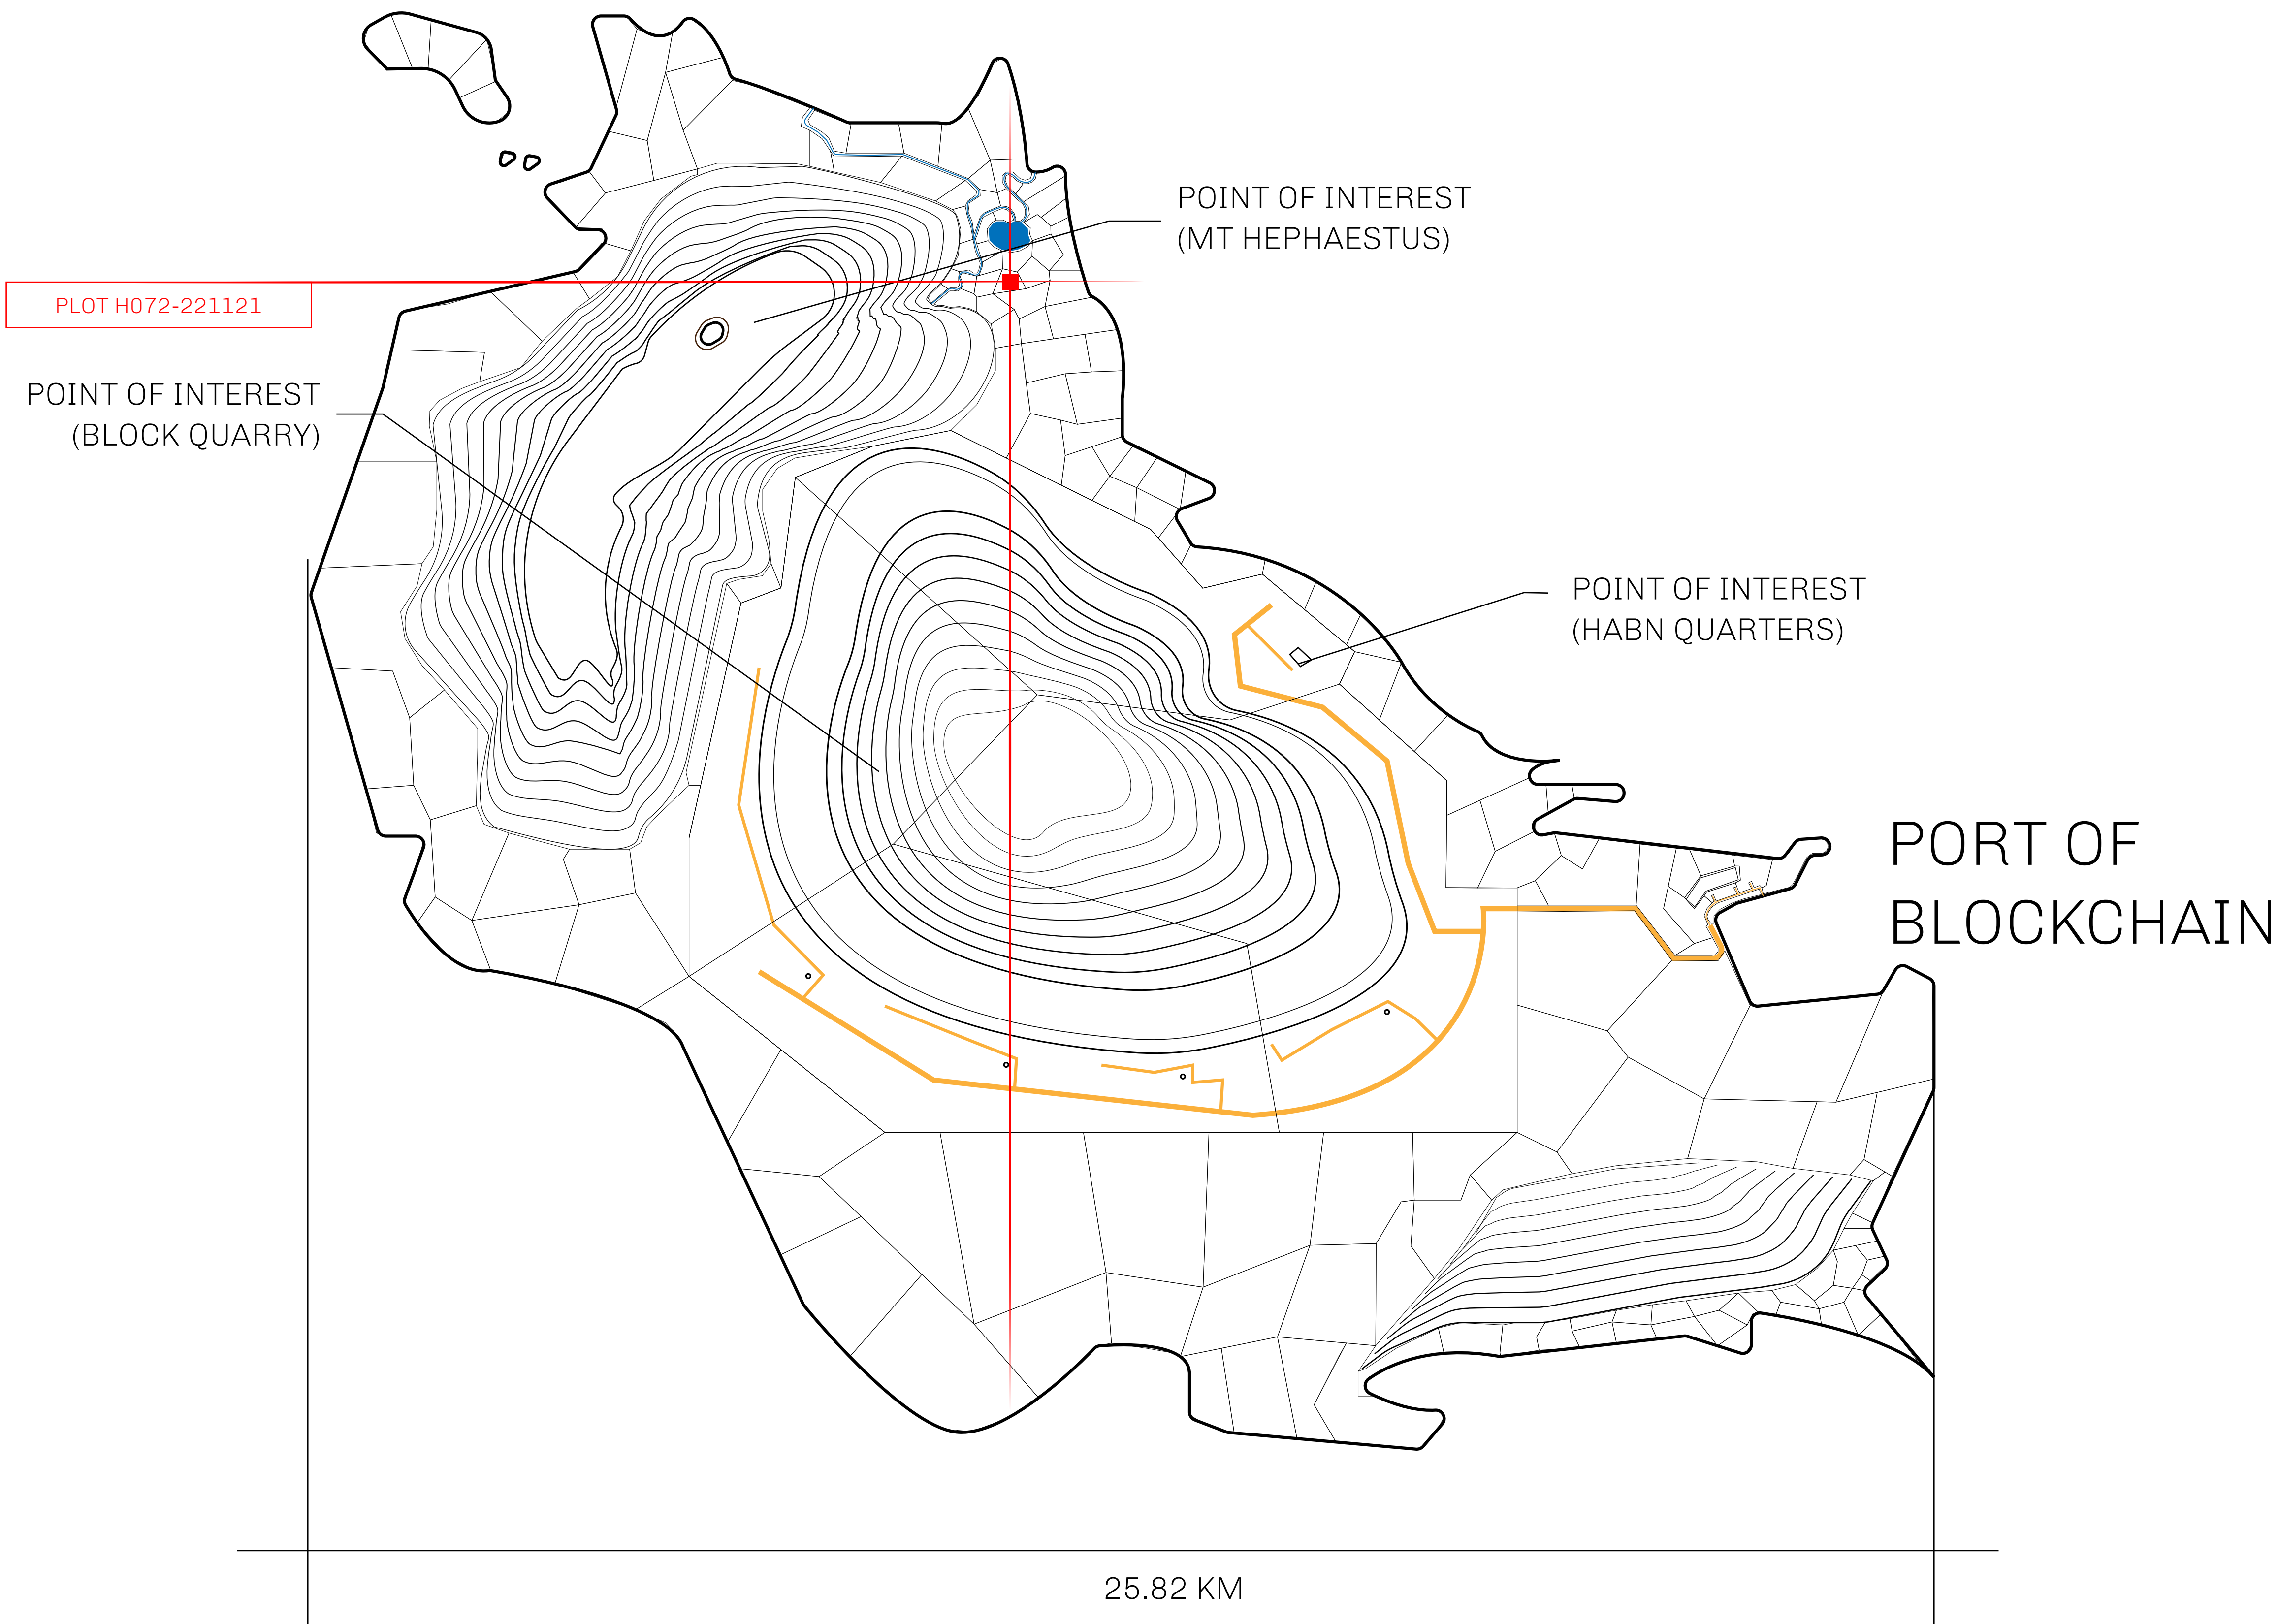 POINT OF INTEREST
(MT HEPHAESTUS)
PLOT H072-221121
POINT OF INTEREST
(BLOCK QUARRY)
POINT OF INTEREST
(HABN QUARTERS)
PORT OF
BLOCKCHAIN
25.82 KM